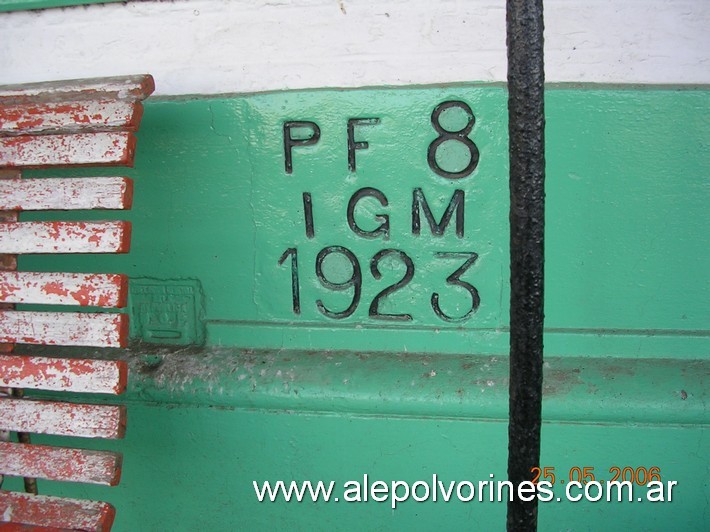 PF 8
IGM
1923
25.05.2006
www.alepolvorines.com.ar